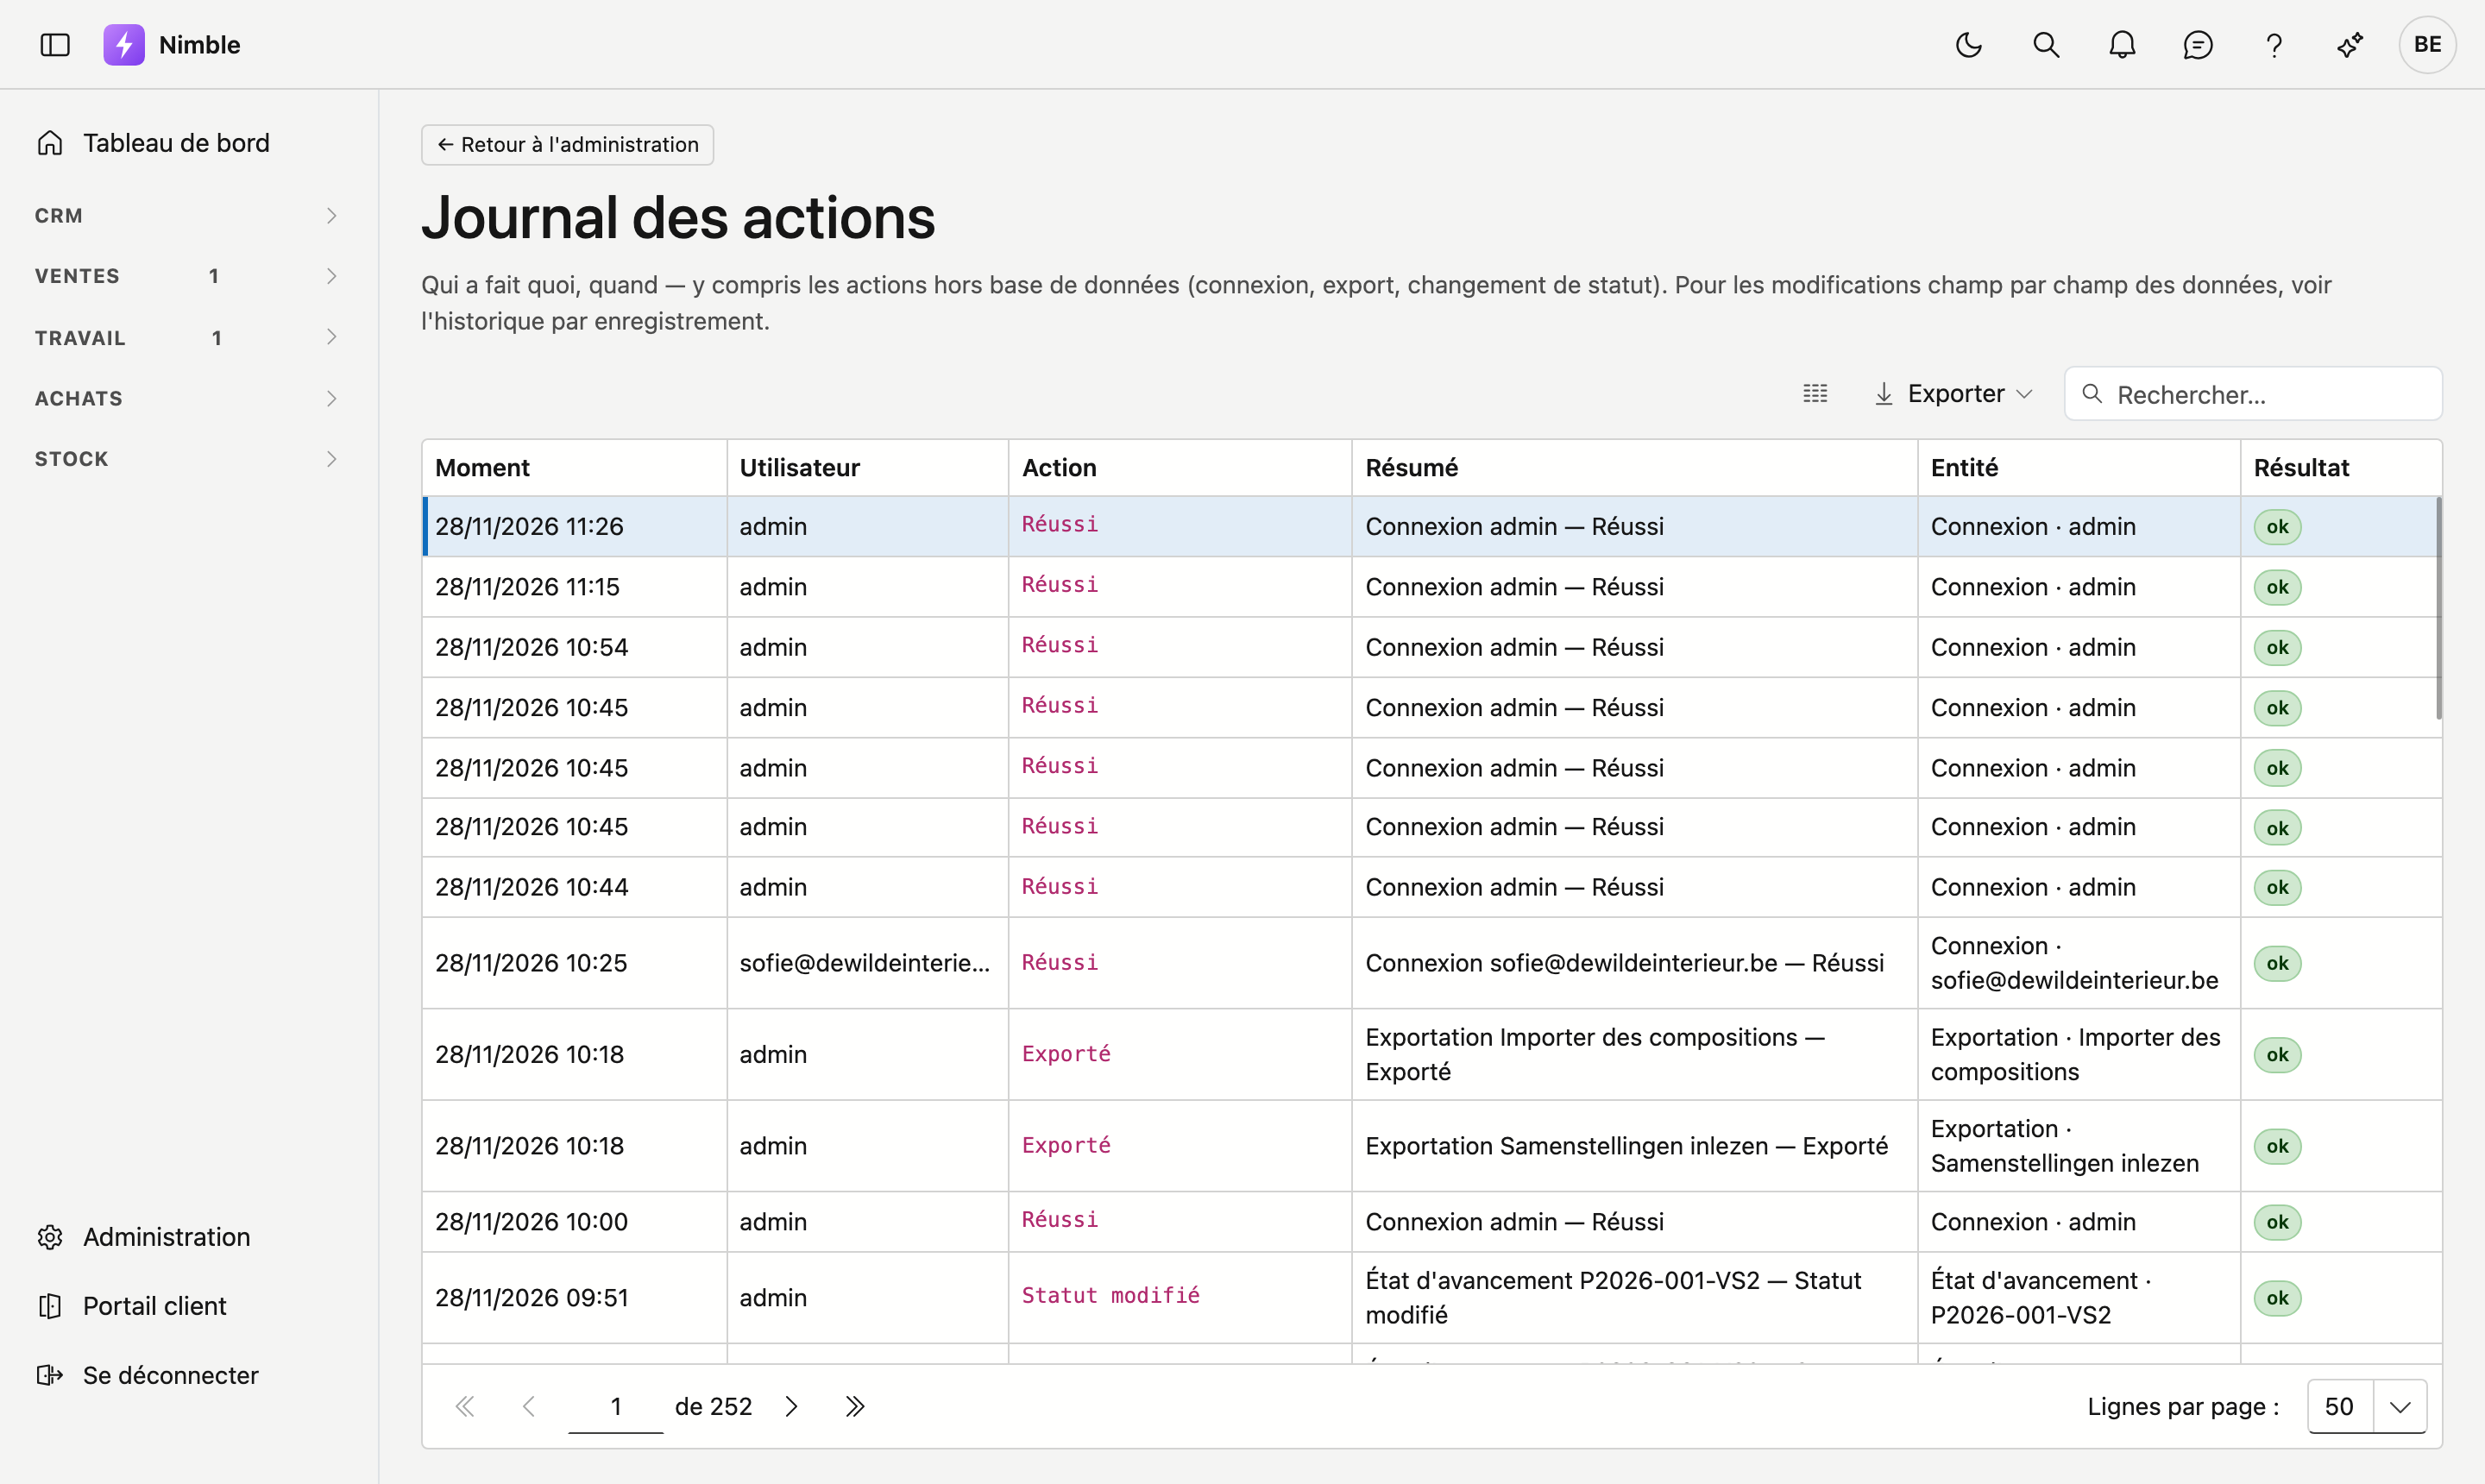 Nimble
BE
Tableau de bord
CRM
VENTES 1
TRAVAIL 1
ACHATS
STOCK
Administration
Portail client
Se déconnecter
← Retour à l'administration
Journal des actions
Qui a fait quoi, quand — y compris les actions hors base de données (connexion, export, changement de statut). Pour les modifications champ par champ des données, voir
l'historique par enregistrement.
Exporter
Rechercher...
Moment Utilisateur Action Résumé Entité Résultat
28/11/2026 11:26 admin Réussi Connexion admin — Réussi Connexion · admin ok
28/11/2026 11:15 admin Réussi Connexion admin — Réussi Connexion · admin ok
28/11/2026 10:54 admin Réussi Connexion admin — Réussi Connexion · admin ok
28/11/2026 10:45 admin Réussi Connexion admin — Réussi Connexion · admin ok
28/11/2026 10:45 admin Réussi Connexion admin — Réussi Connexion · admin ok
28/11/2026 10:45 admin Réussi Connexion admin — Réussi Connexion · admin ok
28/11/2026 10:44 admin Réussi Connexion admin — Réussi Connexion · admin ok
28/11/2026 10:25 sofie@dewildeinterie... Réussi Connexion sofie@dewildeinterieur.be — Réussi Connexion ·
sofie@dewildeinterieur.be ok
28/11/2026 10:18 admin Exporté Exportation Importer des compositions —
Exporté Exportation · Importer des
compositions ok
28/11/2026 10:18 admin Exporté Exportation Samenstellingen inlezen — Exporté Exportation ·
Samenstellingen inlezen ok
28/11/2026 10:00 admin Réussi Connexion admin — Réussi Connexion · admin ok
28/11/2026 09:51 admin Statut modifié État d'avancement P2026-001-VS2 — Statut
modifié État d'avancement ·
P2026-001-VS2 ok
1 de 252
Lignes par page : 50